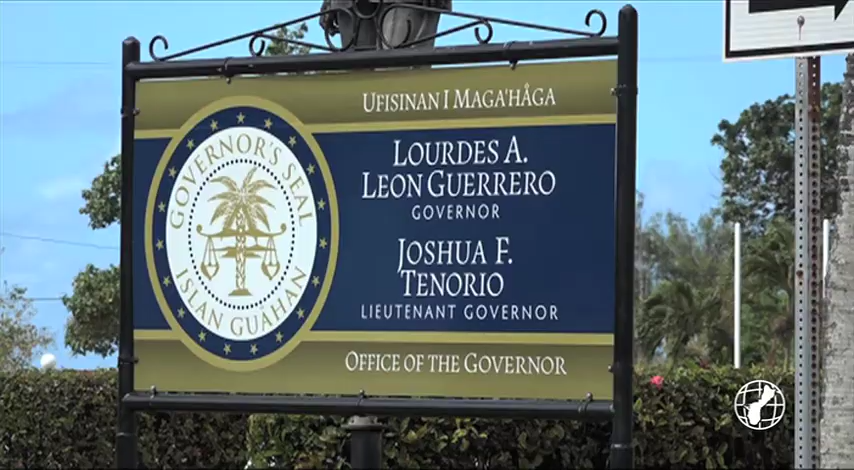 UFISINAN I MAGA'HÅGA
LOURDES A.
LEON GUERRERO
GOVERNOR
JOSHUA F.
TENORIO
LIEUTENANT GOVERNOR
OFFICE OF THE GOVERNOR
GOVERNOR'S SEAL
ISLAN GUAHAN